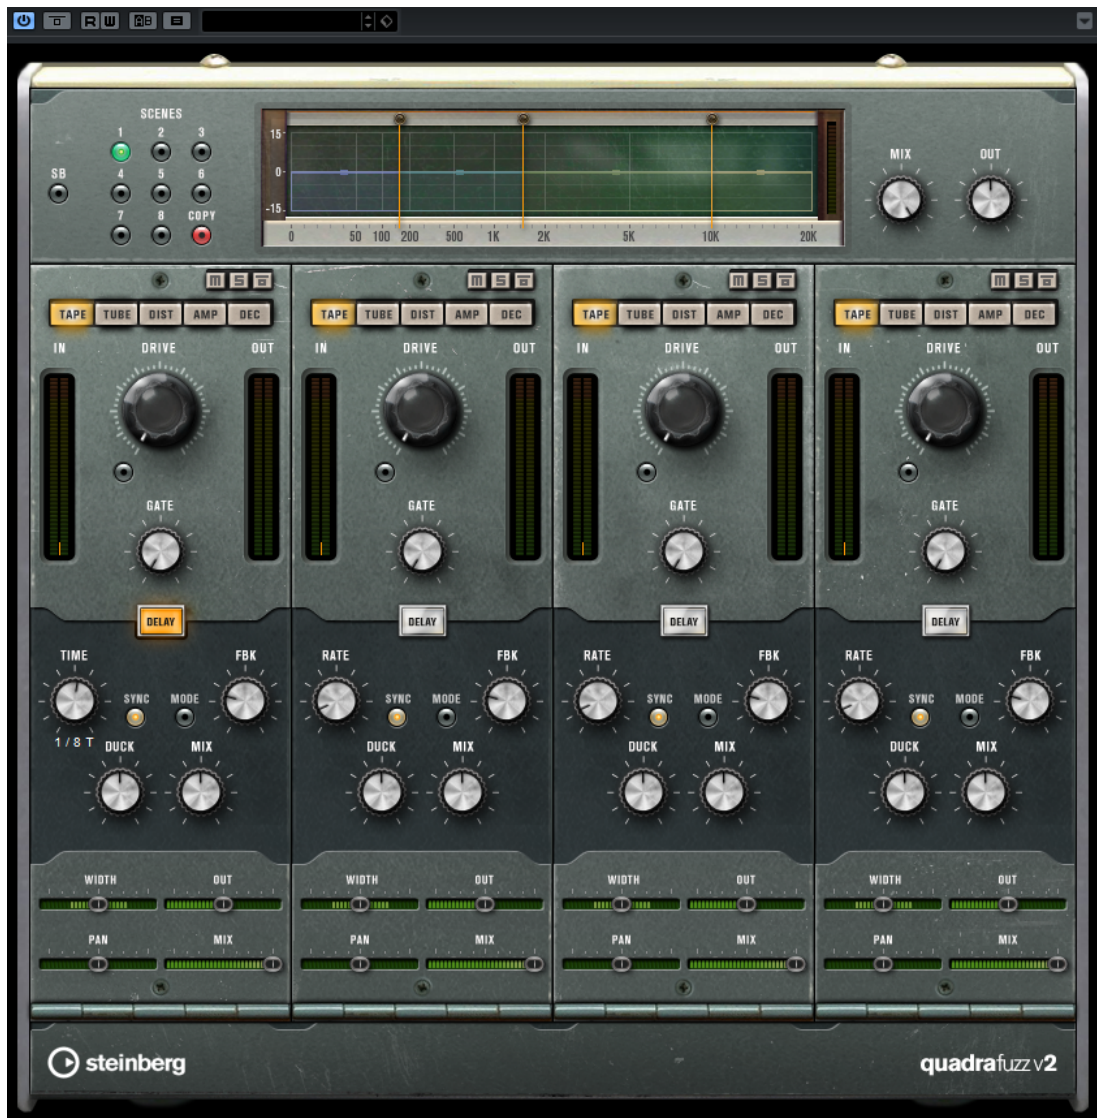 R W AB
SCENES
1 2 3
SB 4 5 6
7 8 COPY
15
0
-15
0 50 100 200 500 1K 2K 5K 10K 20K
MIX OUT
M S M S M S M S
TAPE TUBE DIST AMP DEC TAPE TUBE DIST AMP DEC TAPE TUBE DIST AMP DEC TAPE TUBE DIST AMP DEC
IN DRIVE OUT IN DRIVE OUT IN DRIVE OUT IN DRIVE OUT
GATE GATE GATE GATE
DELAY DELAY DELAY DELAY
TIME FBK RATE FBK RATE FBK RATE FBK
SYNC MODE SYNC MODE SYNC MODE SYNC MODE
1 / 8 T DUCK MIX DUCK MIX DUCK MIX DUCK MIX
WIDTH OUT WIDTH OUT WIDTH OUT WIDTH OUT
PAN MIX PAN MIX PAN MIX PAN MIX
steinberg quadrafuzz v2